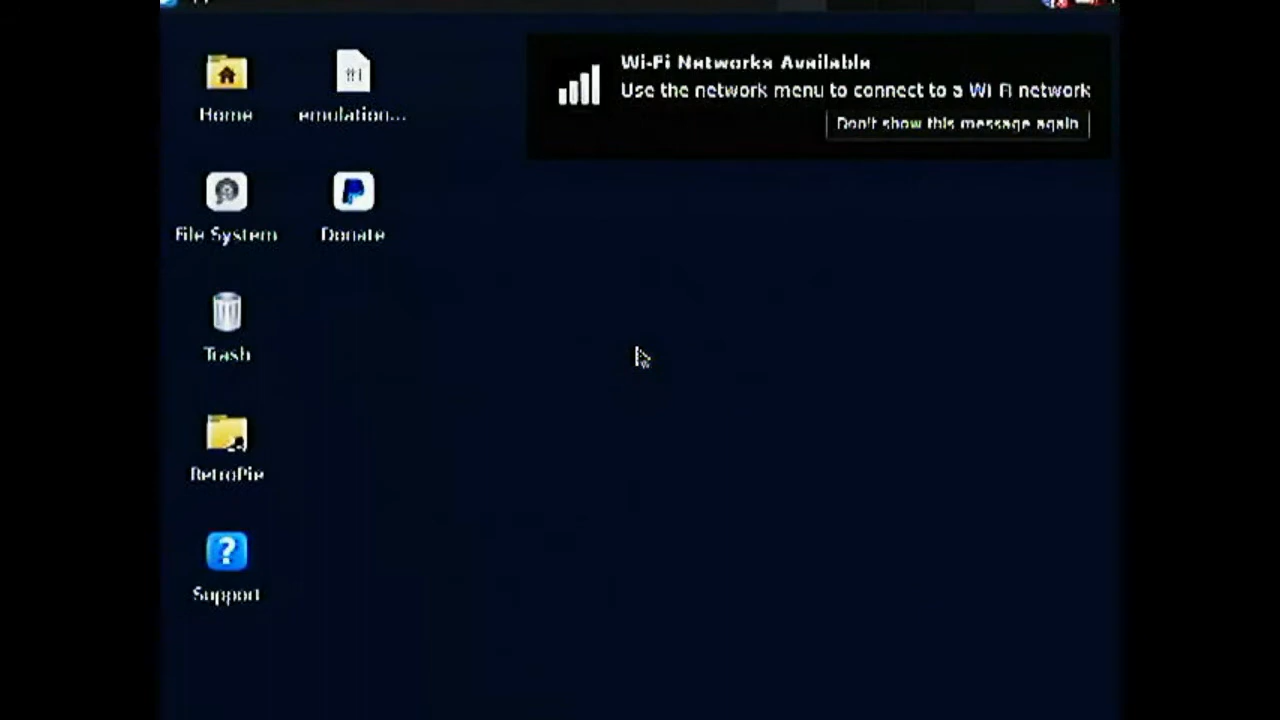 Wi-Fi Networks Available
Use the network menu to connect to a Wi Fi network
Don't show this message again
Home
emulation...
File System
Donate
Trash
RetroPie
Support